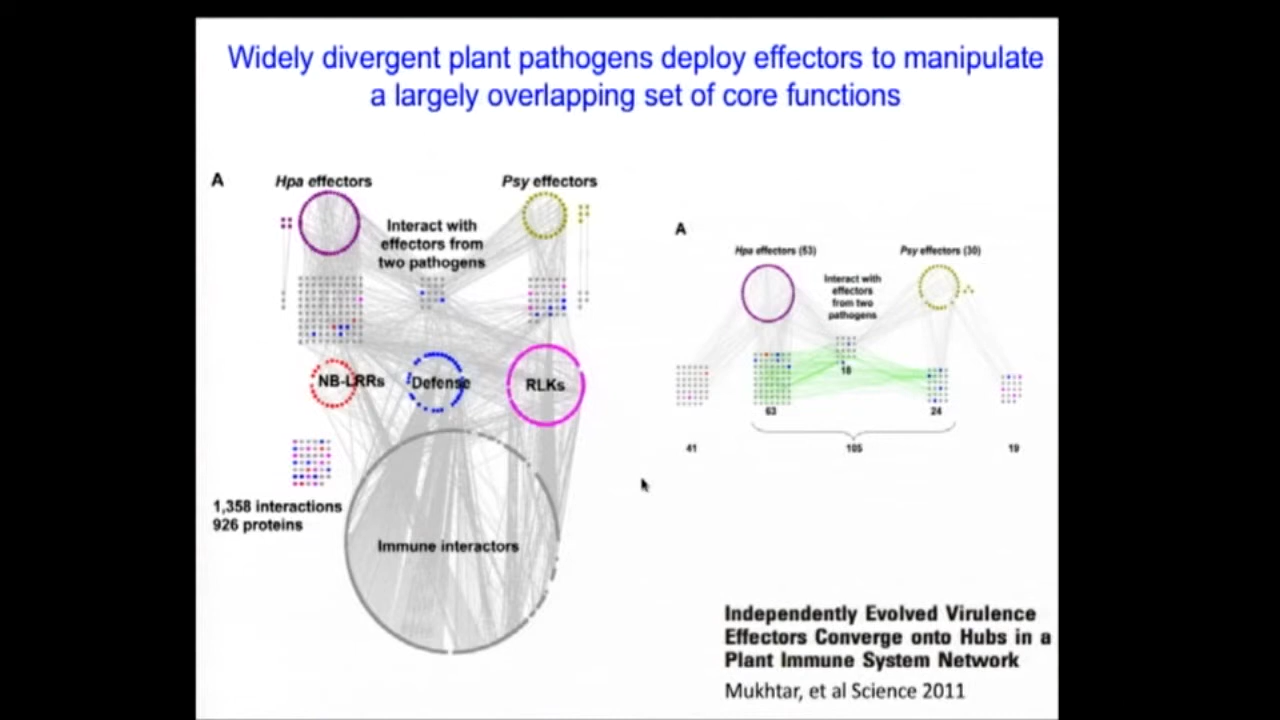 Widely divergent plant pathogens deploy effectors to manipulate
a largely overlapping set of core functions
A
Hpa effectors
Psy effectors
Interact with
effectors from
two pathogens
NB-LRRs
Defense
RLKs
1,358 interactions
926 proteins
Immune interactors
A
Hpa effectors (53)
Psy effectors (30)
Interact with
effectors
from two
pathogens
18
63
24
41
105
19
Independently Evolved Virulence
Effectors Converge onto Hubs in a
Plant Immune System Network
Mukhtar, et al Science 2011